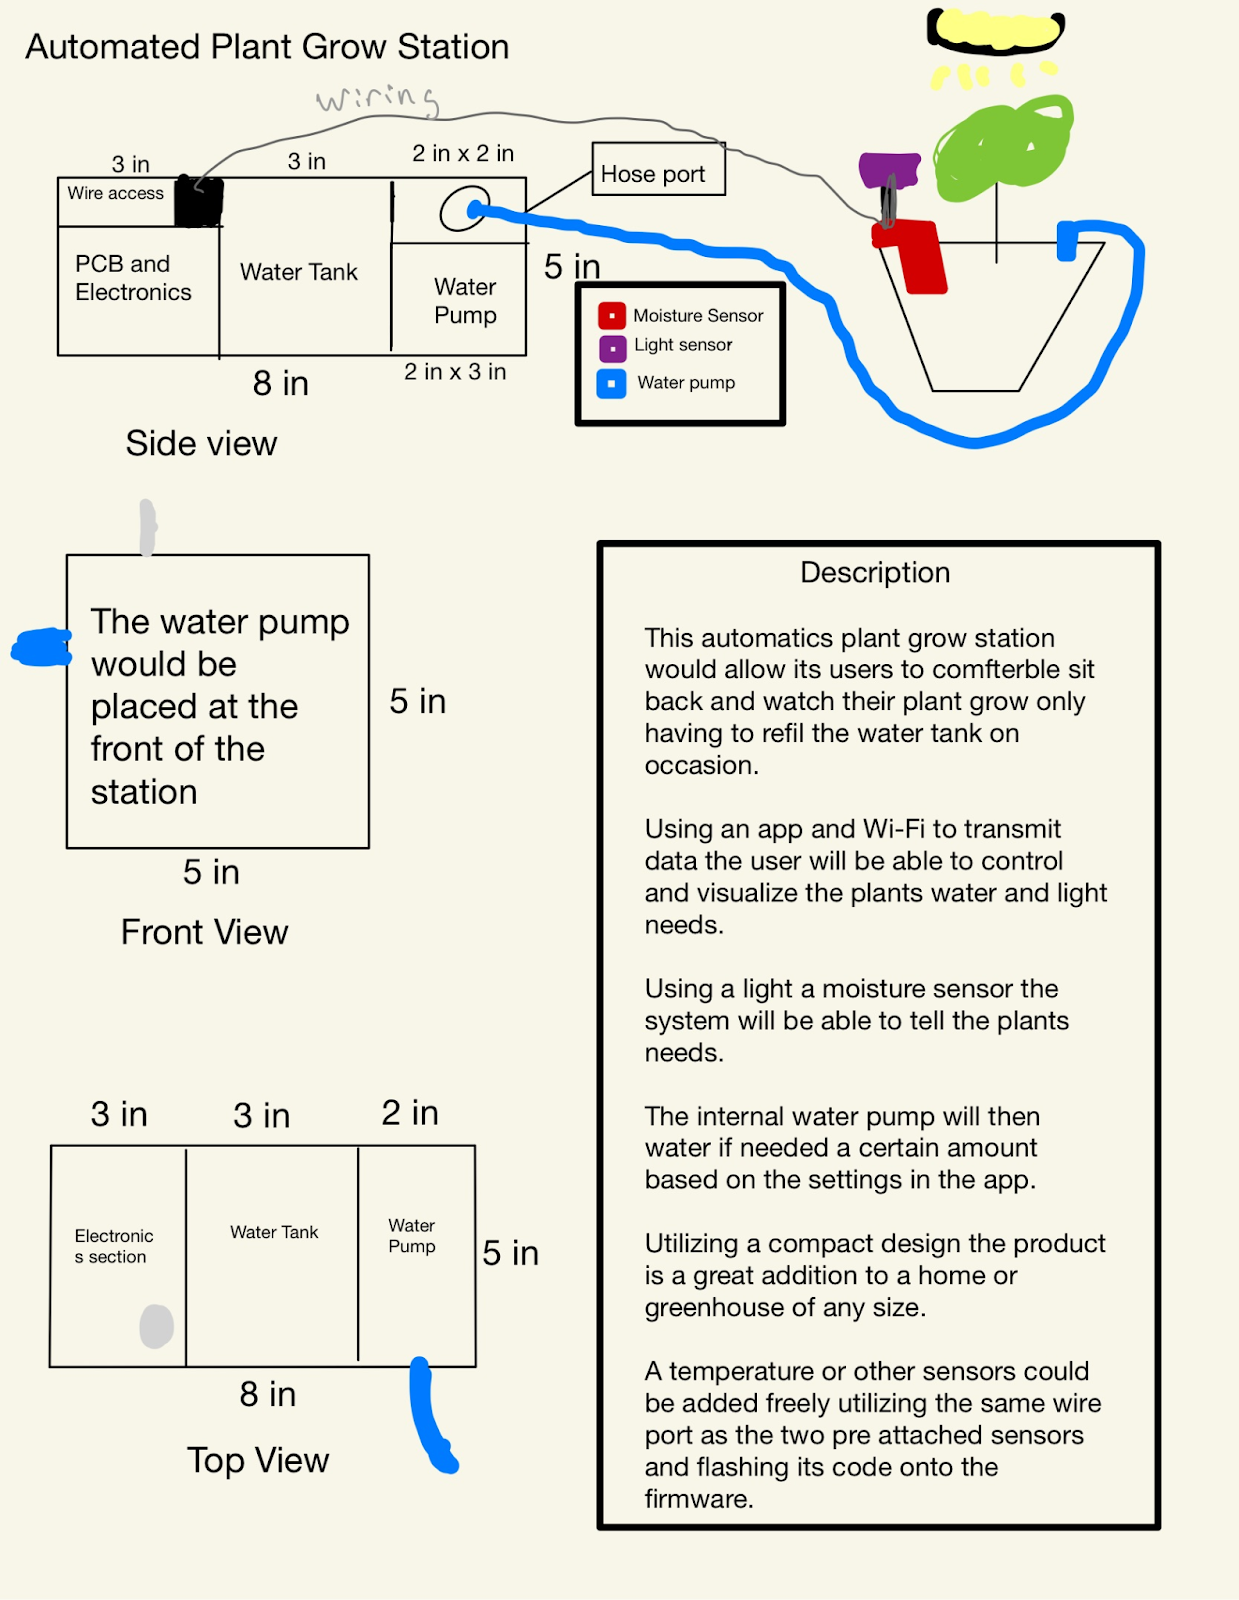 Automated Plant Grow Station
wiring
3 in
3 in
2 in x 2 in
Hose port
Wire access
PCB and
Electronics
Water Tank
Water
Pump
5 in
8 in
2 in x 3 in
Moisture Sensor
Light sensor
Water pump
Side view
The water pump
would be
placed at the
front of the
station
5 in
5 in
Front View
3 in
3 in
2 in
Electronic
s section
Water Tank
Water
Pump
5 in
8 in
Top View
Description
This automatics plant grow station
would allow its users to comfterble sit
back and watch their plant grow only
having to refil the water tank on
occasion.
Using an app and Wi-Fi to transmit
data the user will be able to control
and visualize the plants water and light
needs.
Using a light a moisture sensor the
system will be able to tell the plants
needs.
The internal water pump will then
water if needed a certain amount
based on the settings in the app.
Utilizing a compact design the product
is a great addition to a home or
greenhouse of any size.
A temperature or other sensors could
be added freely utilizing the same wire
port as the two pre attached sensors
and flashing its code onto the
firmware.